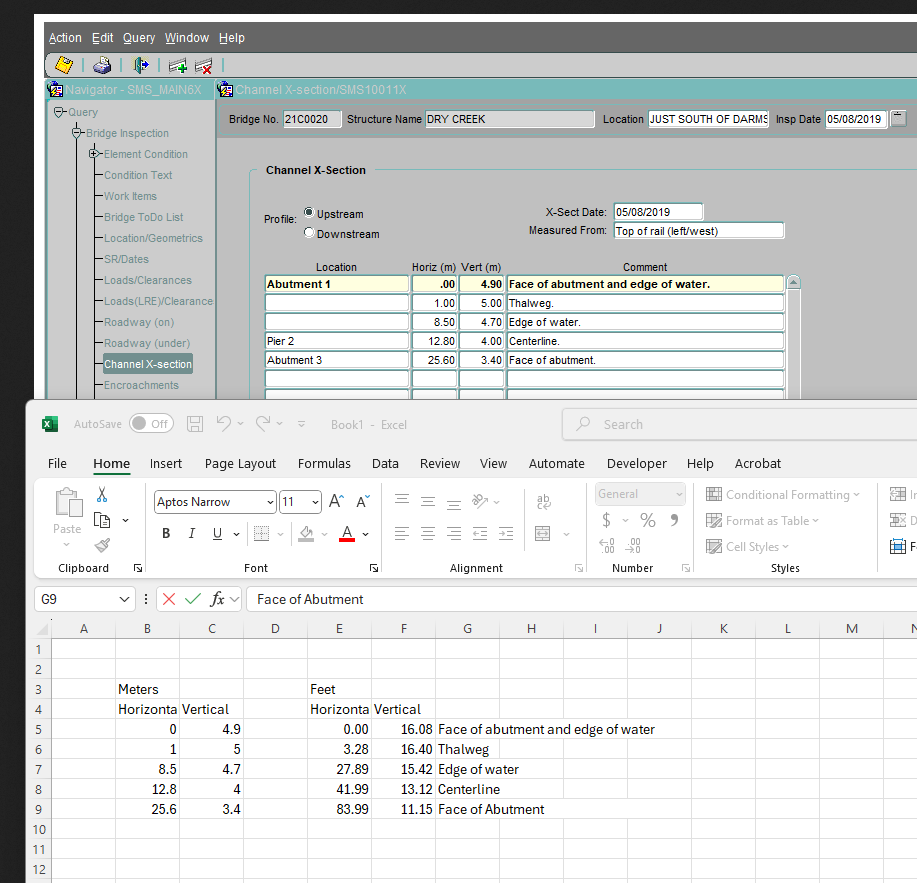 Action Edit Query Window Help
Navigator - SMS_MAIN6X
Channel X-section/SMS10011X
Query
Bridge Inspection
Element Condition
Condition Text
Work Items
Bridge ToDo List
Location/Geometrics
SR/Dates
Loads/Clearances
Loads(LRE)/Clearance
Roadway (on)
Roadway (under)
Channel X-section
Encroachments
Bridge No. 21C0020 Structure Name DRY CREEK Location JUST SOUTH OF DARMS Insp Date 05/08/2019
Channel X-Section
Profile: Upstream
Downstream
X-Sect Date: 05/08/2019
Measured From: Top of rail (left/west)
Location Horiz (m) Vert (m) Comment
Abutment 1 .00 4.90 Face of abutment and edge of water.
1.00 5.00 Thalweg.
8.50 4.70 Edge of water.
Pier 2 12.80 4.00 Centerline.
Abutment 3 25.60 3.40 Face of abutment.
AutoSave Off Book1 - Excel Search
File Home Insert Page Layout Formulas Data Review View Automate Developer Help Acrobat
Paste
Clipboard
Aptos Narrow 11
B I U A
Font
ab
Alignment
General
$ % 9
Number
Conditional Formatting
Format as Table
Cell Styles
Styles
In
D
F
G9 fx Face of Abutment
A B C D E F G H I J K L M N
1
2
3 Meters Feet
4 Horizonta Vertical Horizonta Vertical
5 0 4.9 0.00 16.08 Face of abutment and edge of water
6 1 5 3.28 16.40 Thalweg
7 8.5 4.7 27.89 15.42 Edge of water
8 12.8 4 41.99 13.12 Centerline
9 25.6 3.4 83.99 11.15 Face of Abutment
10
11
12